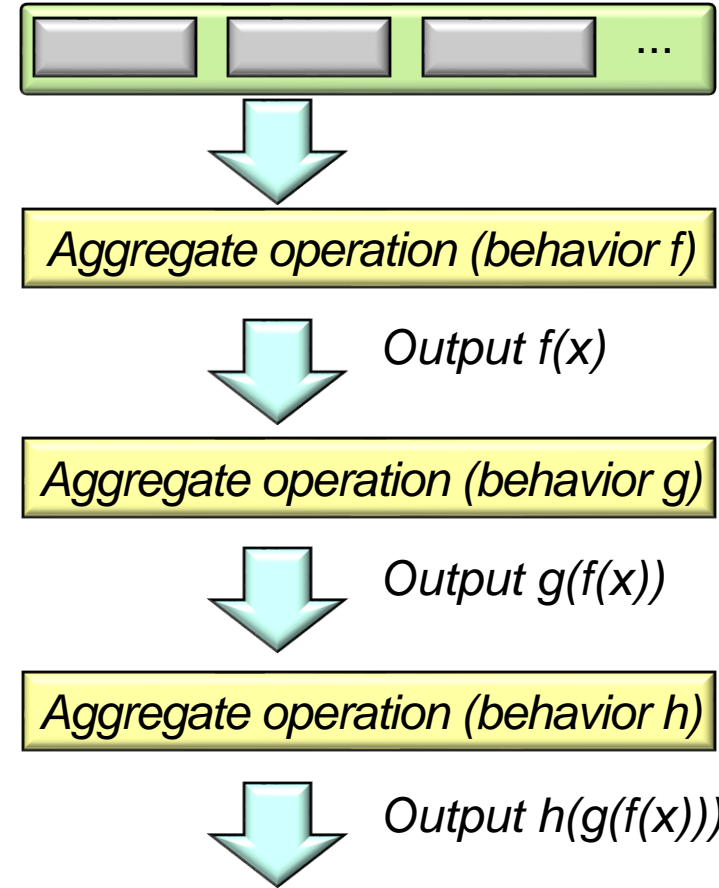 ...
Aggregate operation (behavior f)
Output f(x)
Aggregate operation (behavior g)
Output g(f(x))
Aggregate operation (behavior h)
Output h(g(f(x)))